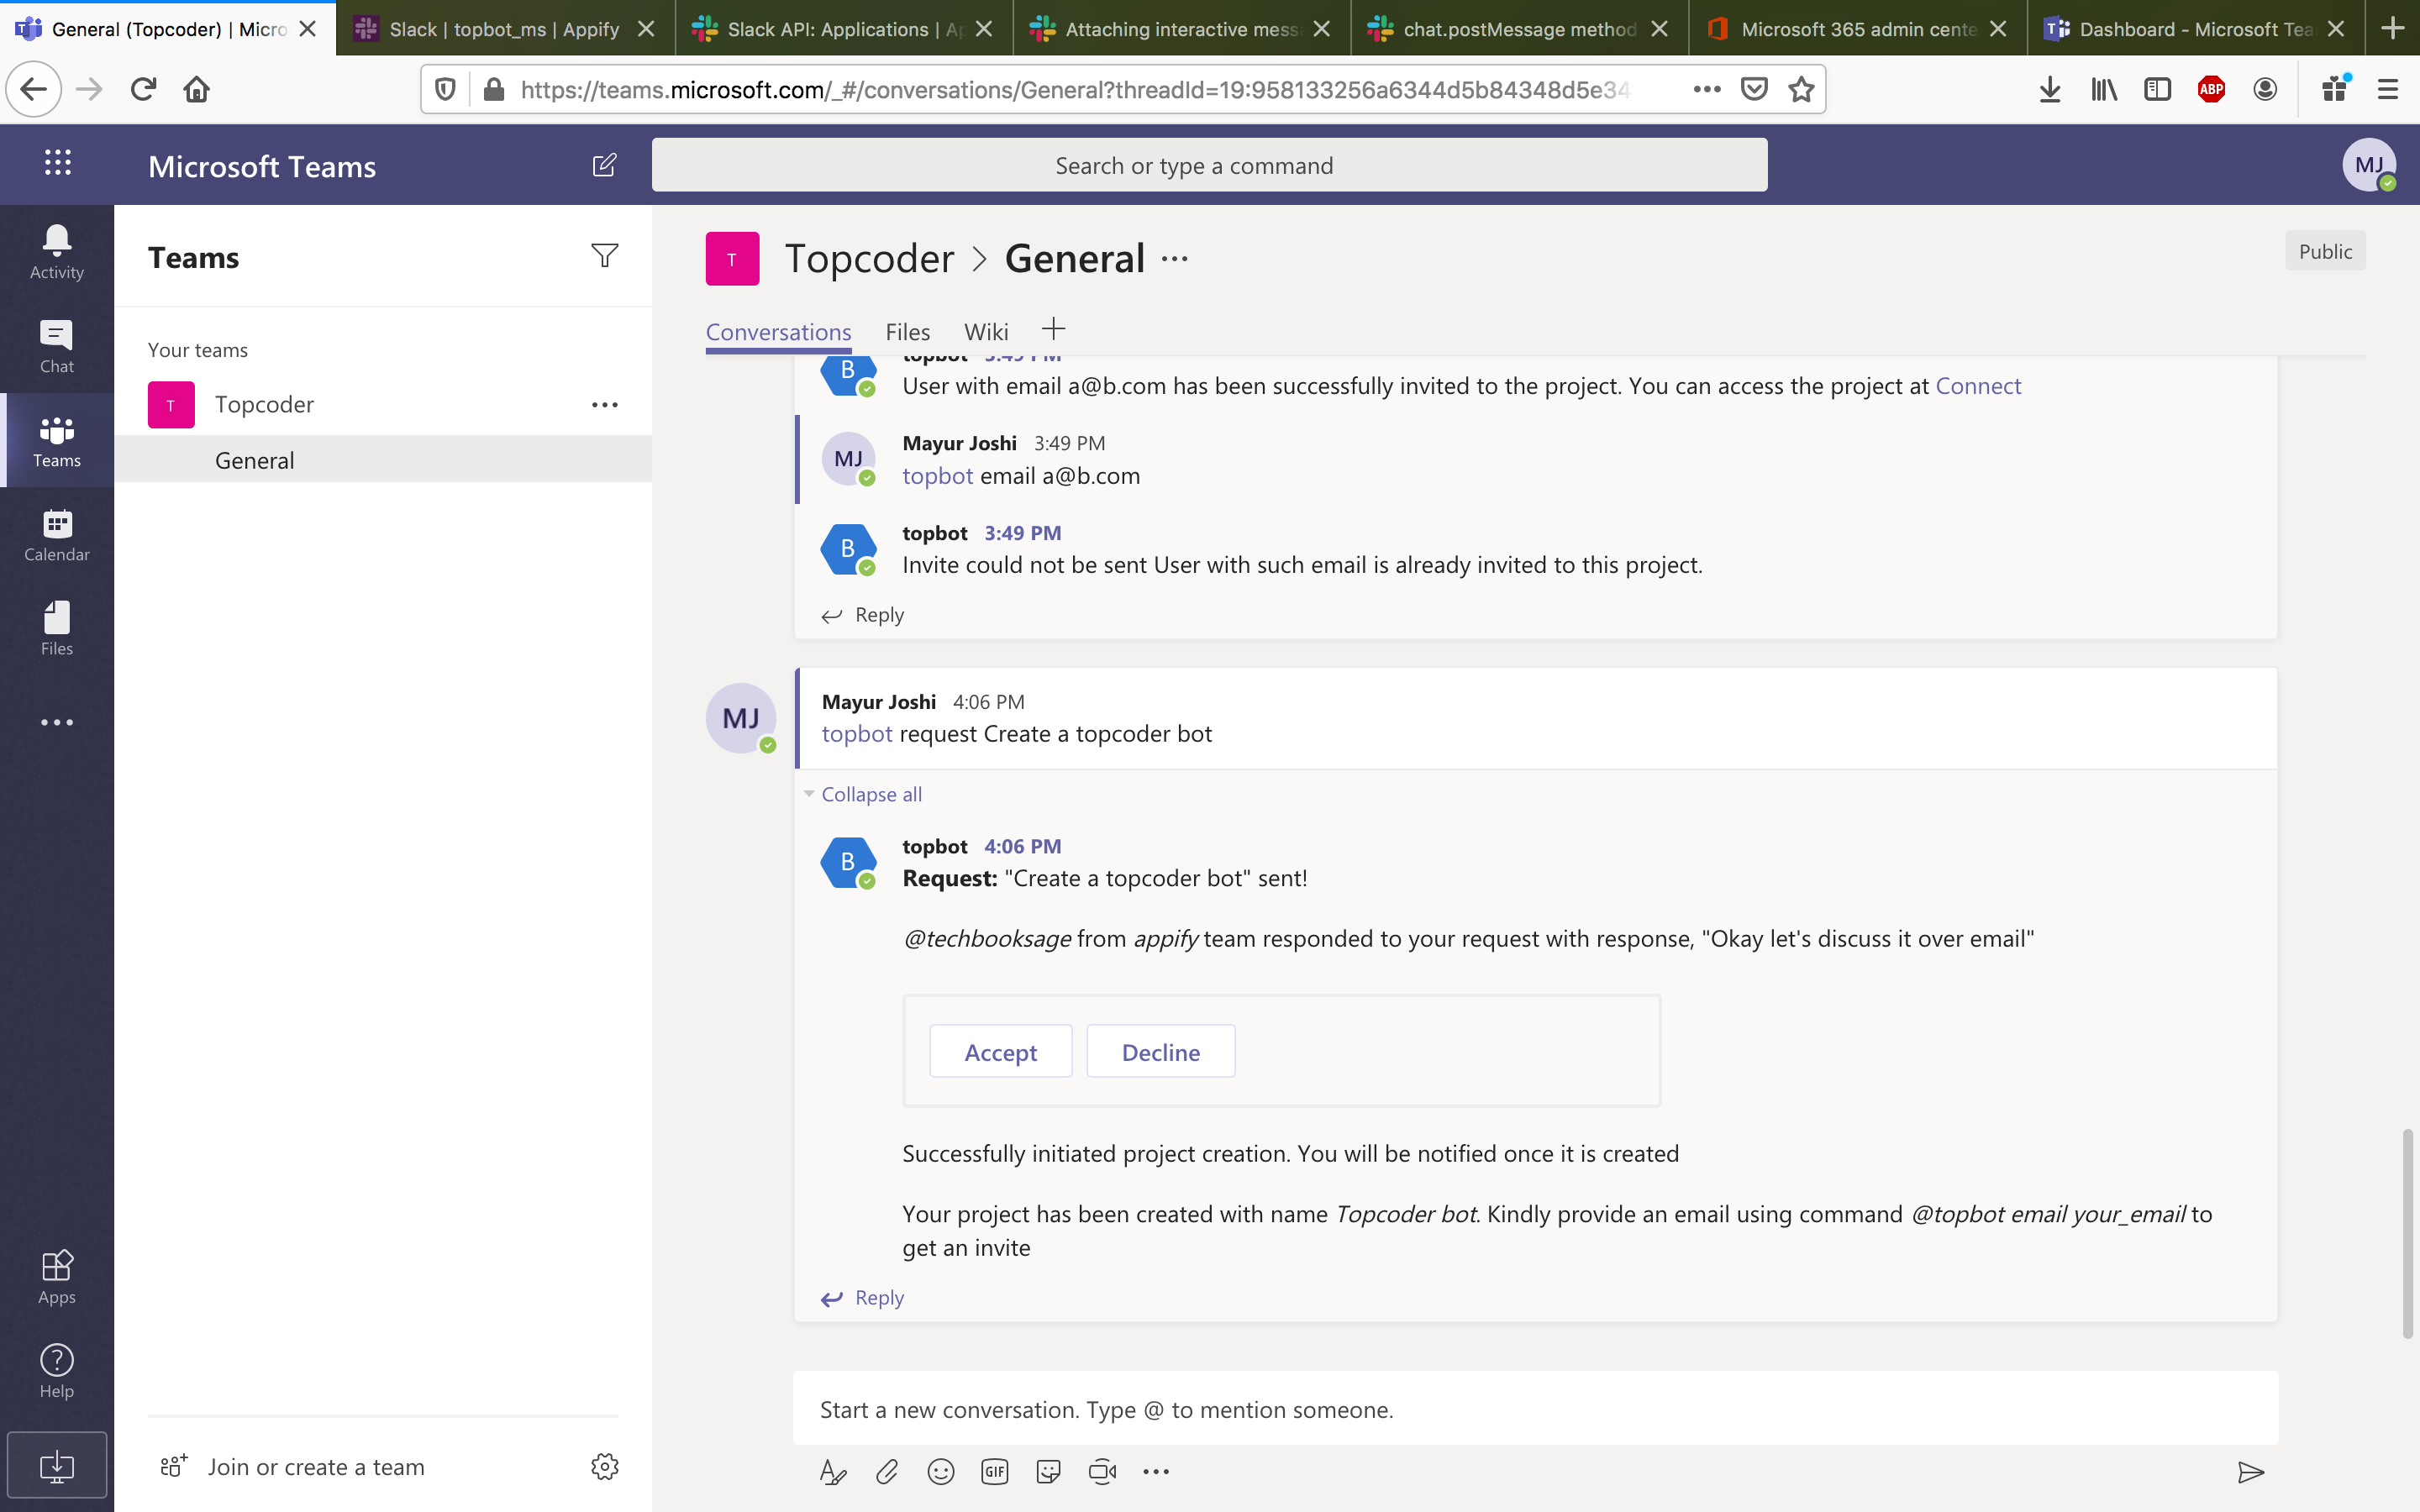 General (Topcoder) | Micro
Slack | topbot_ms | Appify
Slack API: Applications | Ap
Attaching interactive mess
chat.postMessage method
Microsoft 365 admin cente
Dashboard - Microsoft Tea
https://teams.microsoft.com/_#/conversations/General?threadId=19:958133256a6344d5b84348d5e34
ABP
Microsoft Teams
Search or type a command
MJ
Activity
Chat
Teams
Calendar
Files
Apps
Help
Teams
Your teams
T
Topcoder
General
Join or create a team
T
Topcoder > General
Public
Conversations
Files
Wiki
B
topbot 3:49 PM
User with email a@b.com has been successfully invited to the project. You can access the project at Connect
MJ
Mayur Joshi 3:49 PM
topbot email a@b.com
B
topbot 3:49 PM
Invite could not be sent User with such email is already invited to this project.
Reply
MJ
Mayur Joshi 4:06 PM
topbot request Create a topcoder bot
Collapse all
B
topbot 4:06 PM
Request: "Create a topcoder bot" sent!
@techbooksage from appify team responded to your request with response, "Okay let's discuss it over email"
Accept
Decline
Successfully initiated project creation. You will be notified once it is created
Your project has been created with name Topcoder bot. Kindly provide an email using command @topbot email your_email to
get an invite
Reply
Start a new conversation. Type @ to mention someone.
GIF